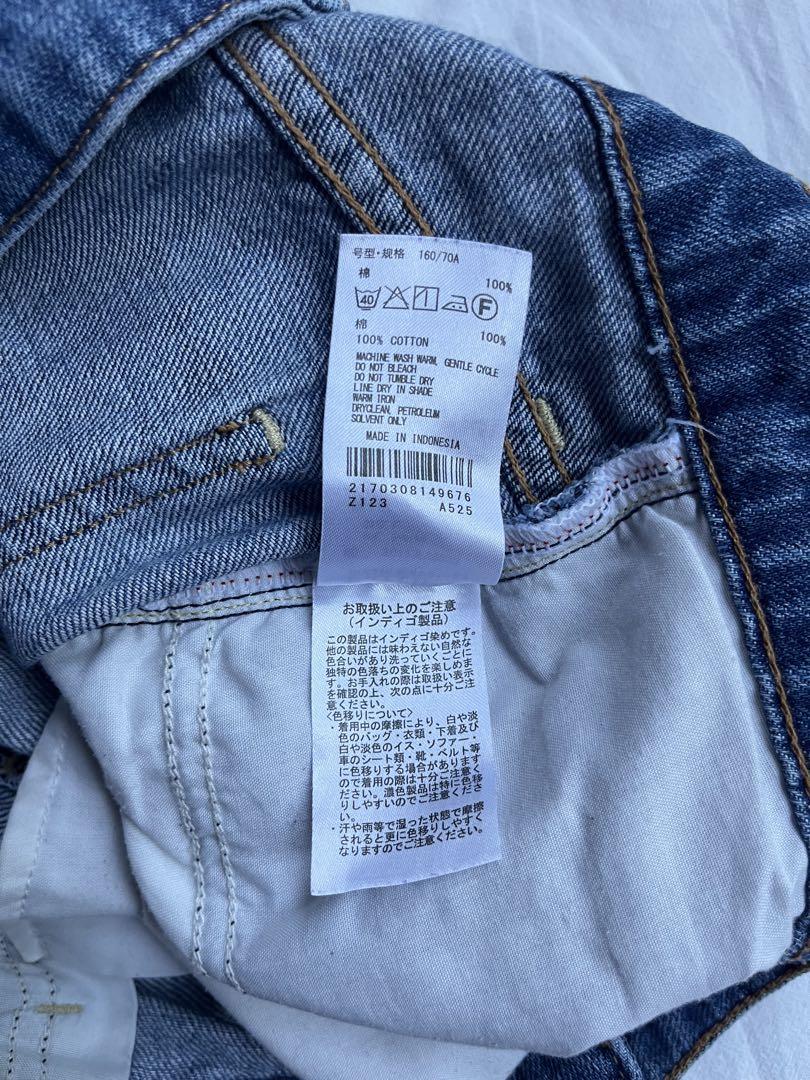 号型・規格 160/70A
棉 100%
40 F
棉 100%
100% COTTON
MACHINE WASH WARM, GENTLE CYCLE
DO NOT BLEACH
DO NOT TUMBLE DRY
LINE DRY IN SHADE
WARM IRON
DRYCLEAN, PETROLEUM
SOLVENT ONLY
MADE IN INDONESIA
2170308149676
Z123 A525
お取扱い上のご注意
(インディゴ製品)
この製品はインディゴ染めです。
他の製品には味わえない自然な
色合いがあり洗っていくごとに
独特の色落ちの変化を楽しめま
す。お手入れの際は取扱い表示
を確認の上、次の点に十分ご注
意ください。
<色移りについて>
・着用中の摩擦により、白や淡
色のバッグ・衣類・下着及び
白や淡色のイス・ソファー・
車のシート類・靴・ベルト等
に色移りする場合があります
ので着用の際は十分ご注意く
ださい。濃色製品は特に色移
りしやすいのでご注意くださ
い。
・汗や雨等で湿った状態で摩擦
されると更に色移りしやすく
なりますのでご注意ください。